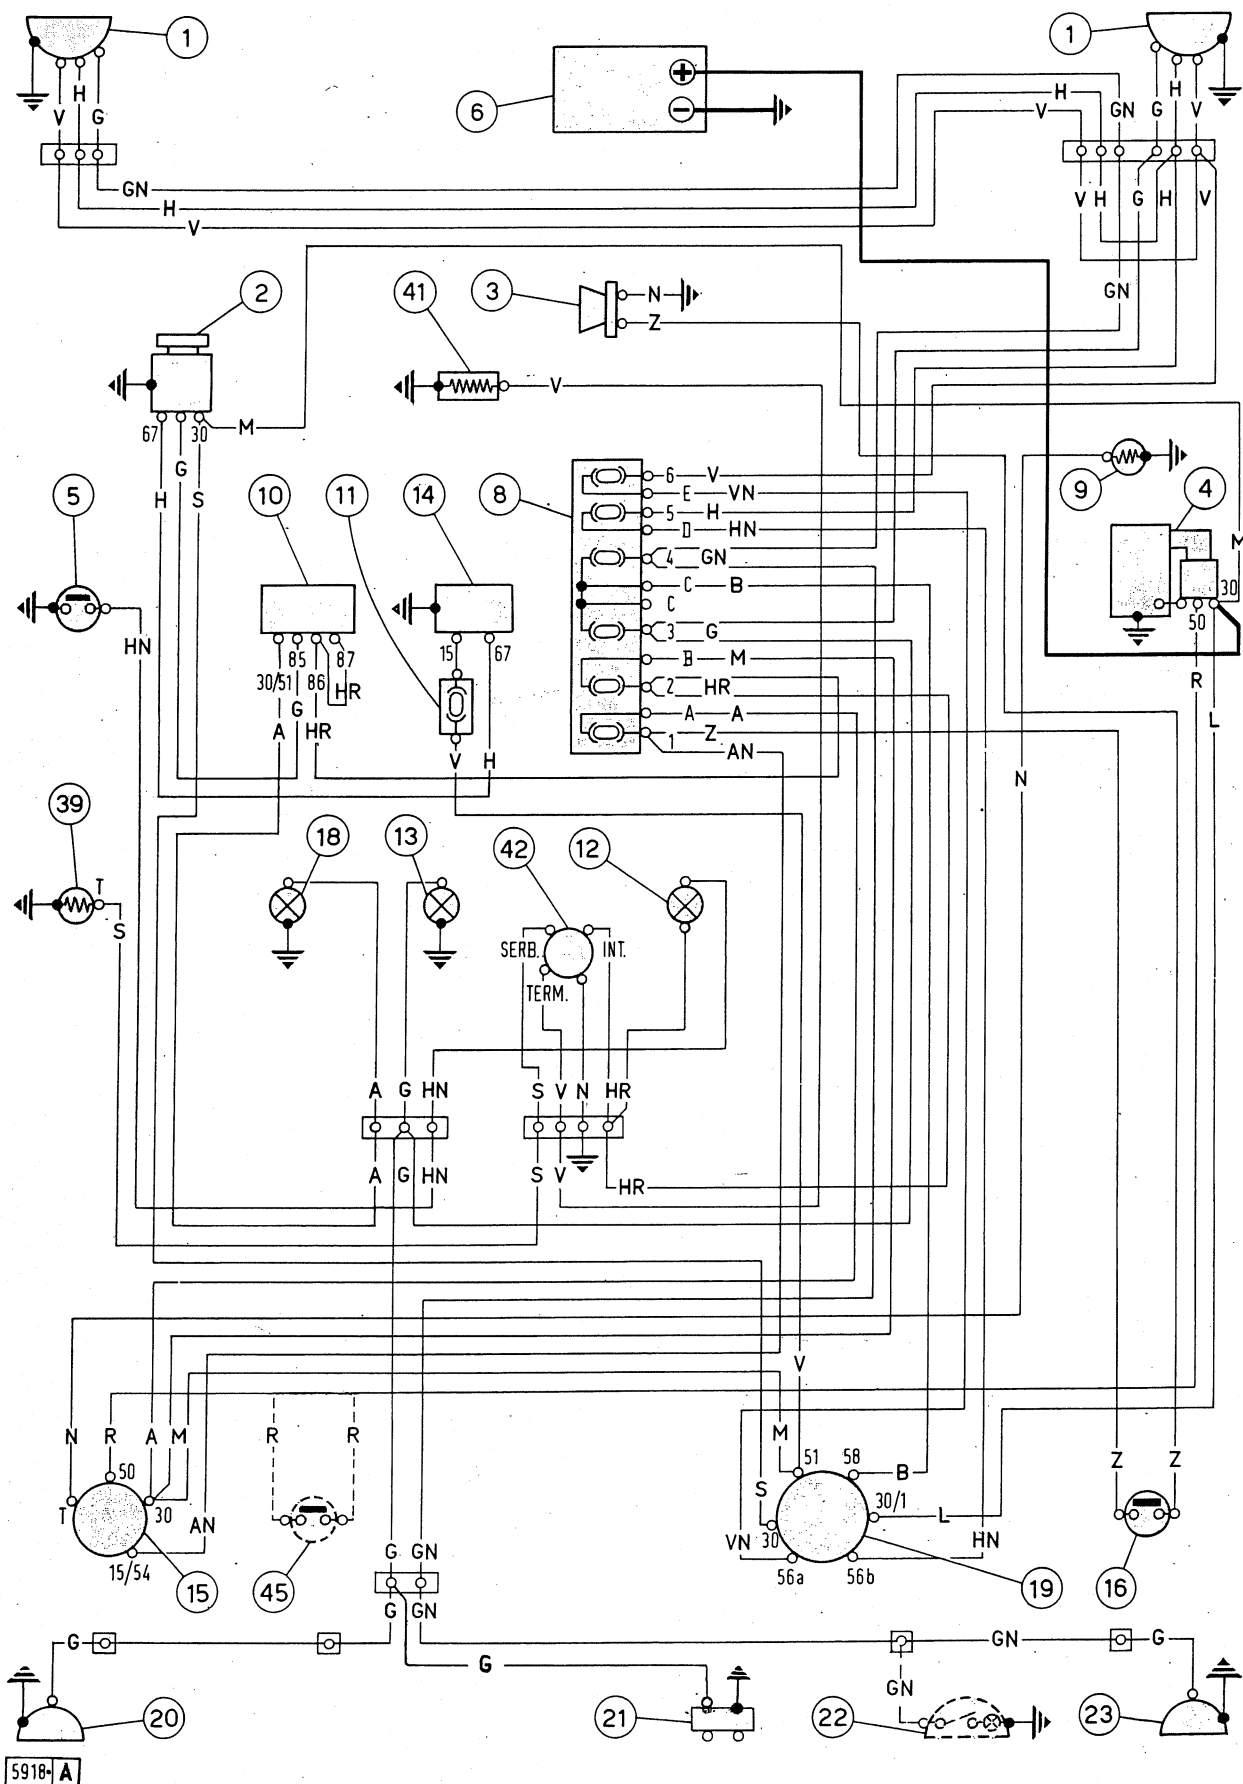 1
1
6
H
V
G
H
V
GN
G
H
V
GN
H
V
V
H
G
H
V
GN
2
41
3
N
Z
V
67
30
M
G
H
S
5
10
11
14
8
9
4
6
V
E
VN
5
H
D
HN
4
GN
C
B
C
3
G
B
M
2
HR
A
A
1
Z
AN
M
30
50
R
L
HN
30/51
85
86
87
HR
G
A
HR
15
67
V
H
N
39
18
13
42
12
T
S
SERB.
INT.
TERM.
A
G
HN
S
V
N
HR
A
G
HN
S
V
HR
V
N
R
A
M
R
R
M
50
T
30
AN
15/54
15
45
51
58
B
30/1
L
S
30
VN
56a
56b
HN
19
Z
Z
16
G
GN
G
GN
G
GN
G
G
GN
20
21
22
23
5918•A